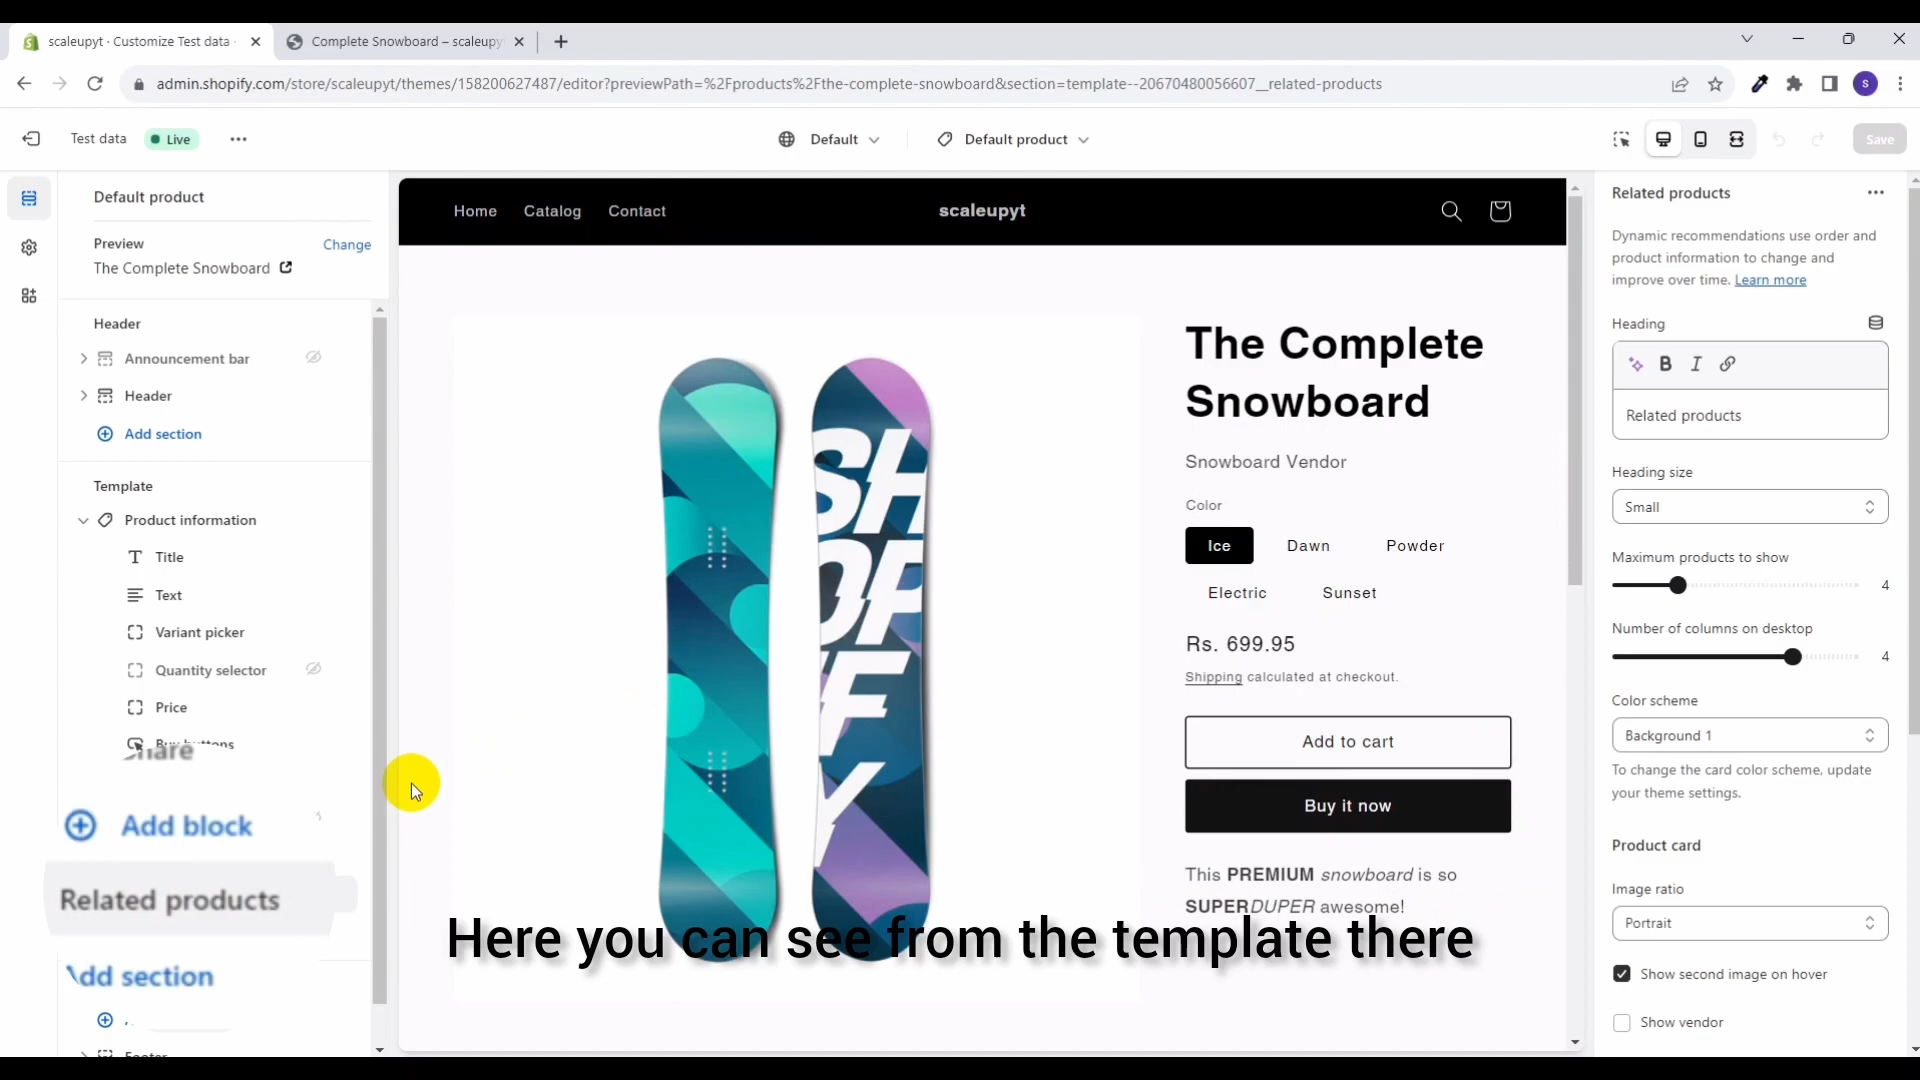 scaleupyt · Customize Test data ·
Complete Snowboard – scaleupy
admin.shopify.com/store/scaleupyt/themes/158200627487/editor?previewPath=%2Fproducts%2Fthe-complete-snowboard&section=template--20670480056607__related-products
S
Test data
Live
Default
Default product
Save
Default product
Preview
Change
The Complete Snowboard
Header
Announcement bar
Header
Add section
Template
Product information
Title
Text
Variant picker
Quantity selector
Price
Buy buttons
Share
Add block
Related products
Add section
Footer
Home
Catalog
Contact
scaleupyt
SHOPIFY
The Complete
Snowboard
Snowboard Vendor
Color
Ice
Dawn
Powder
Electric
Sunset
Rs. 699.95
Shipping calculated at checkout.
Add to cart
Buy it now
This PREMIUM snowboard is so
SUPERDUPER awesome!
Here you can see from the template there
Related products
Dynamic recommendations use order and
product information to change and
improve over time. Learn more
Heading
B I
Related products
Heading size
Small
Maximum products to show
4
Number of columns on desktop
4
Color scheme
Background 1
To change the card color scheme, update
your theme settings.
Product card
Image ratio
Portrait
Show second image on hover
Show vendor